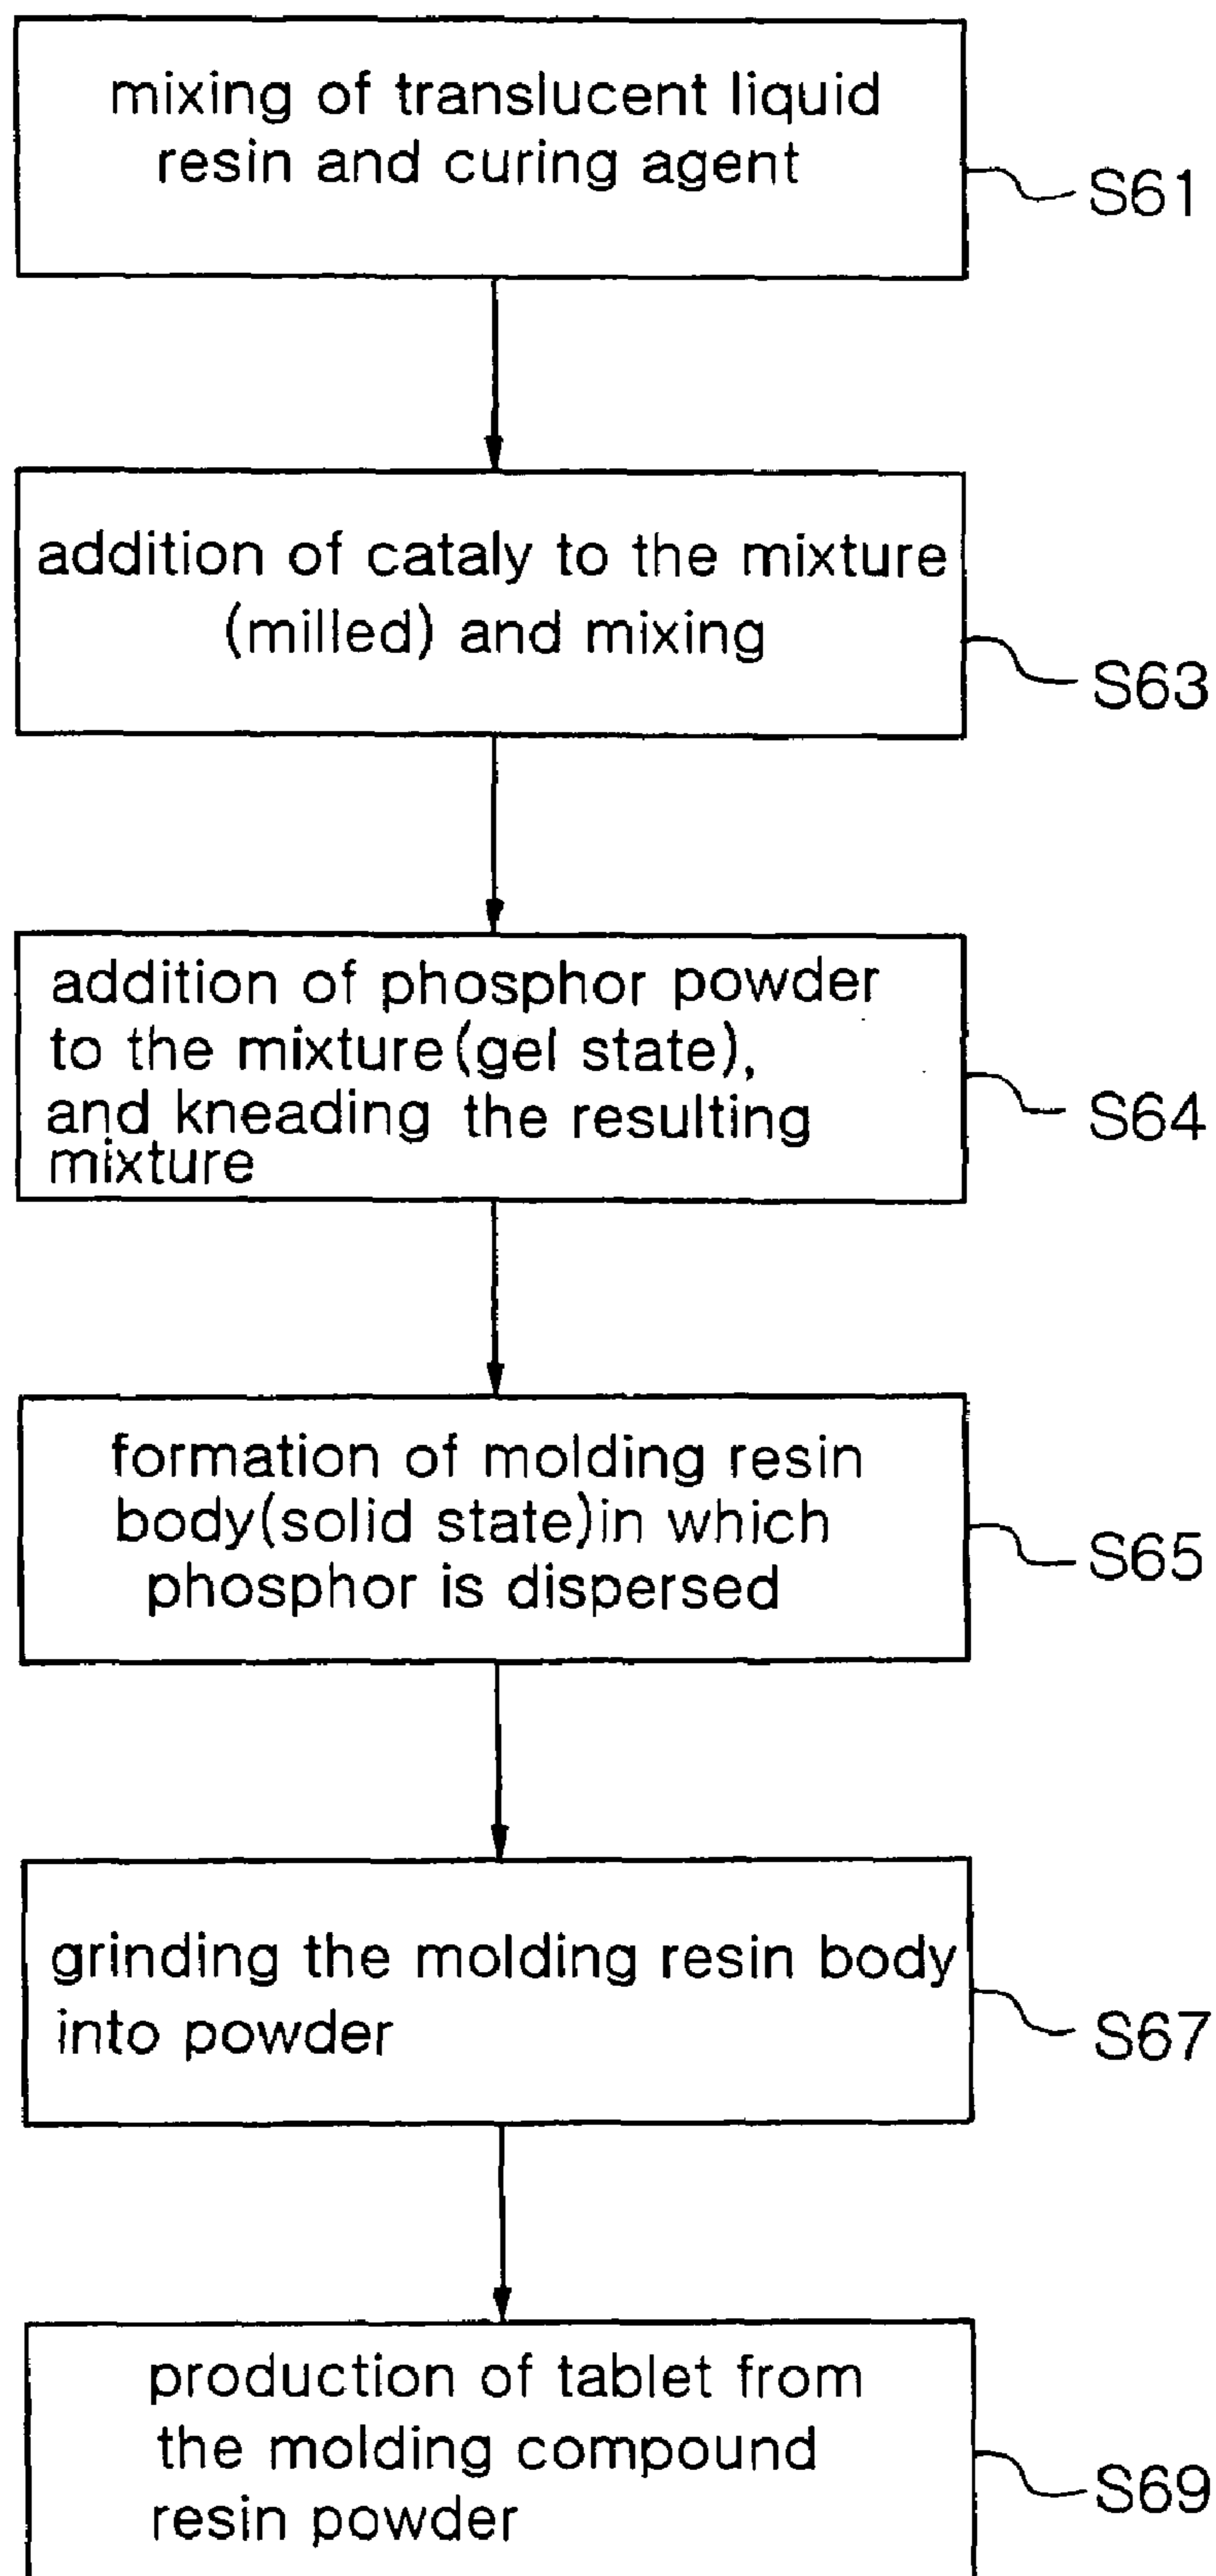 mixing of translucent liquid
resin and curing agent
S61
addition of cataly to the mixture
(milled) and mixing
S63
addition of phosphor powder
to the mixture(gel state),
and kneading the resulting
mixture
S64
formation of molding resin
body(solid state)in which
phosphor is dispersed
S65
grinding the molding resin body
into powder
S67
production of tablet from
the molding compound
resin powder
S69